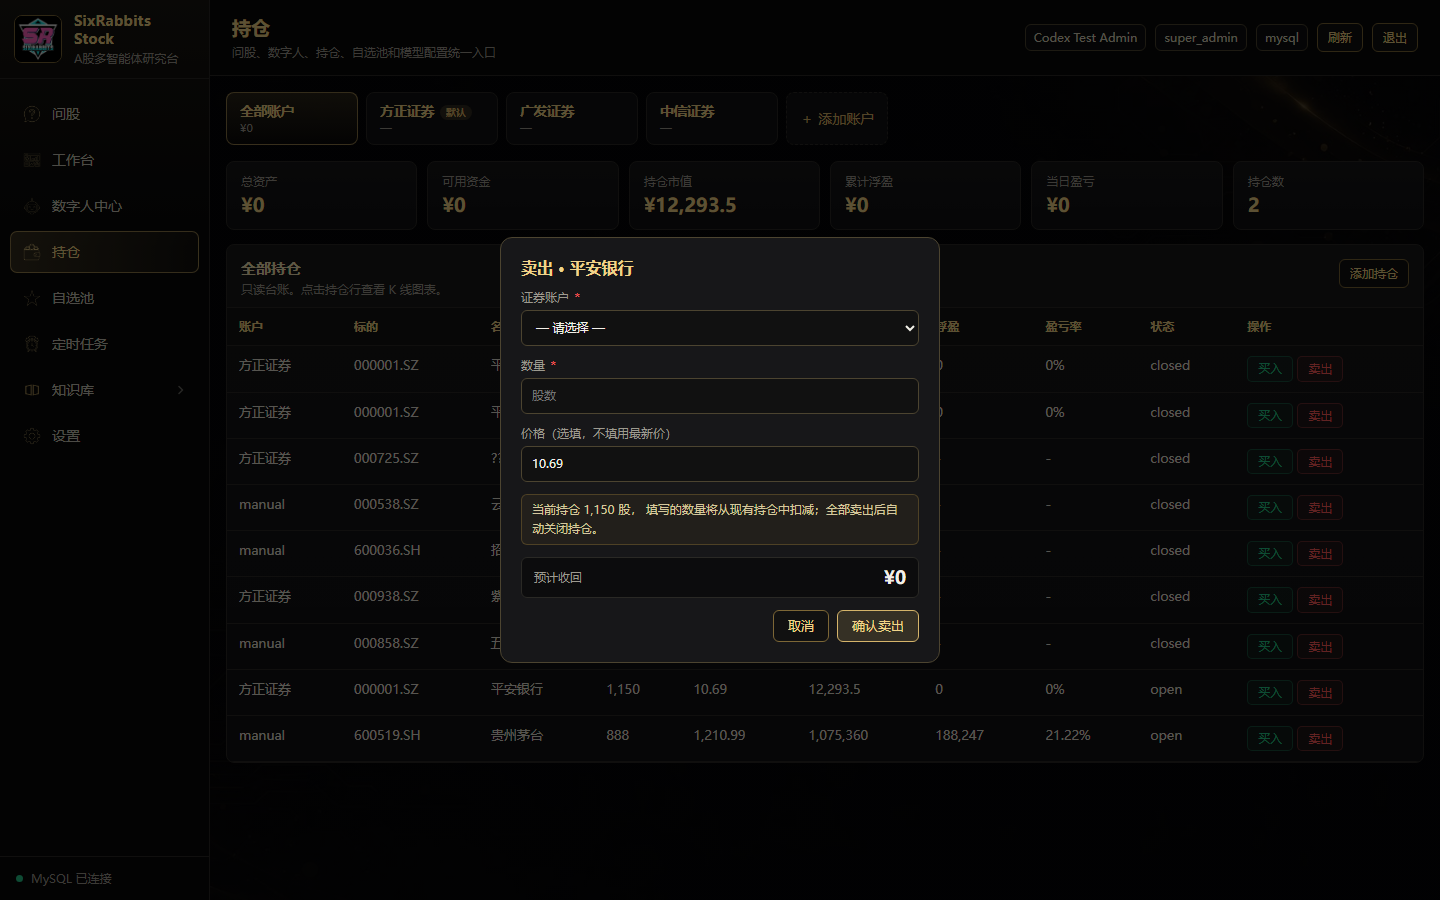 SixRabbits
Stock
A股多智能体研究台
问股
工作台
数字人中心
持仓
自选池
定时任务
知识库
设置
MySQL 已连接
持仓
问股、数字人、持仓、自选池和模型配置统一入口
Codex Test Admin
super_admin
mysql
刷新
退出
全部账户
¥0
方正证券 默认
—
广发证券
—
中信证券
—
+ 添加账户
总资产
¥0
可用资金
¥0
持仓市值
¥12,293.5
累计浮盈
¥0
当日盈亏
¥0
持仓数
2
全部持仓
只读台账。点击持仓行查看 K 线图表。
添加持仓
账户 标的 浮盈 盈亏率 状态 操作
方正证券 000001.SZ 0% closed 买入 卖出
方正证券 000001.SZ 0% closed 买入 卖出
方正证券 000725.SZ - closed 买入 卖出
manual 000538.SZ - closed 买入 卖出
manual 600036.SH - closed 买入 卖出
方正证券 000938.SZ - closed 买入 卖出
manual 000858.SZ - closed 买入 卖出
方正证券 000001.SZ 平安银行 1,150 10.69 12,293.5 0 0% open 买入 卖出
manual 600519.SH 贵州茅台 888 1,210.99 1,075,360 188,247 21.22% open 买入 卖出
卖出 • 平安银行
证券账户 *
— 请选择 —
数量 *
股数
价格（选填，不填用最新价）
10.69
当前持仓 1,150 股， 填写的数量将从现有持仓中扣减；全部卖出后自
动关闭持仓。
预计收回 ¥0
取消
确认卖出